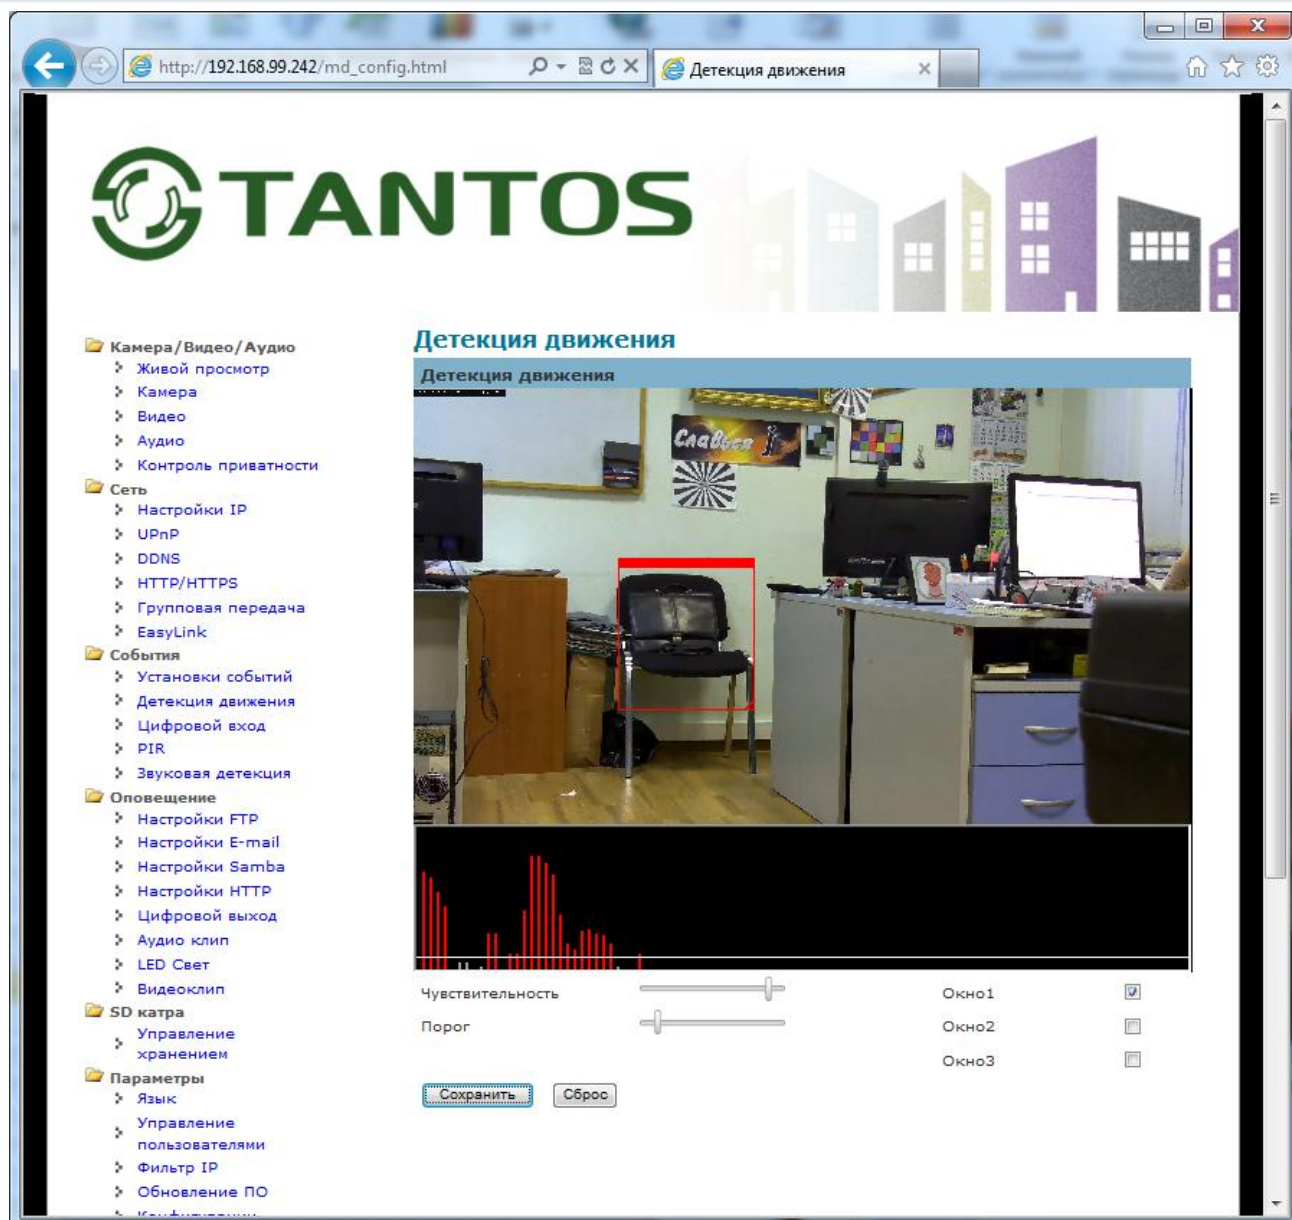 http://192.168.99.242/md_config.html
Детекция движения
TANTOS
Камера/Видео/Аудио
Живой просмотр
Камера
Видео
Аудио
Контроль приватности
Сеть
Настройки IP
UPnP
DDNS
HTTP/HTTPS
Групповая передача
EasyLink
События
Установки событий
Детекция движения
Цифровой вход
PIR
Звуковая детекция
Оповещение
Настройки FTP
Настройки E-mail
Настройки Samba
Настройки HTTP
Цифровой выход
Аудио клип
LED Свет
Видеоклип
SD катра
Управление
хранением
Параметры
Язык
Управление
пользователями
Фильтр IP
Обновление ПО
Детекция движения
Детекция движения
Славься
Чувствительность
Окно1
Порог
Окно2
Окно3
Сохранить
Сброс